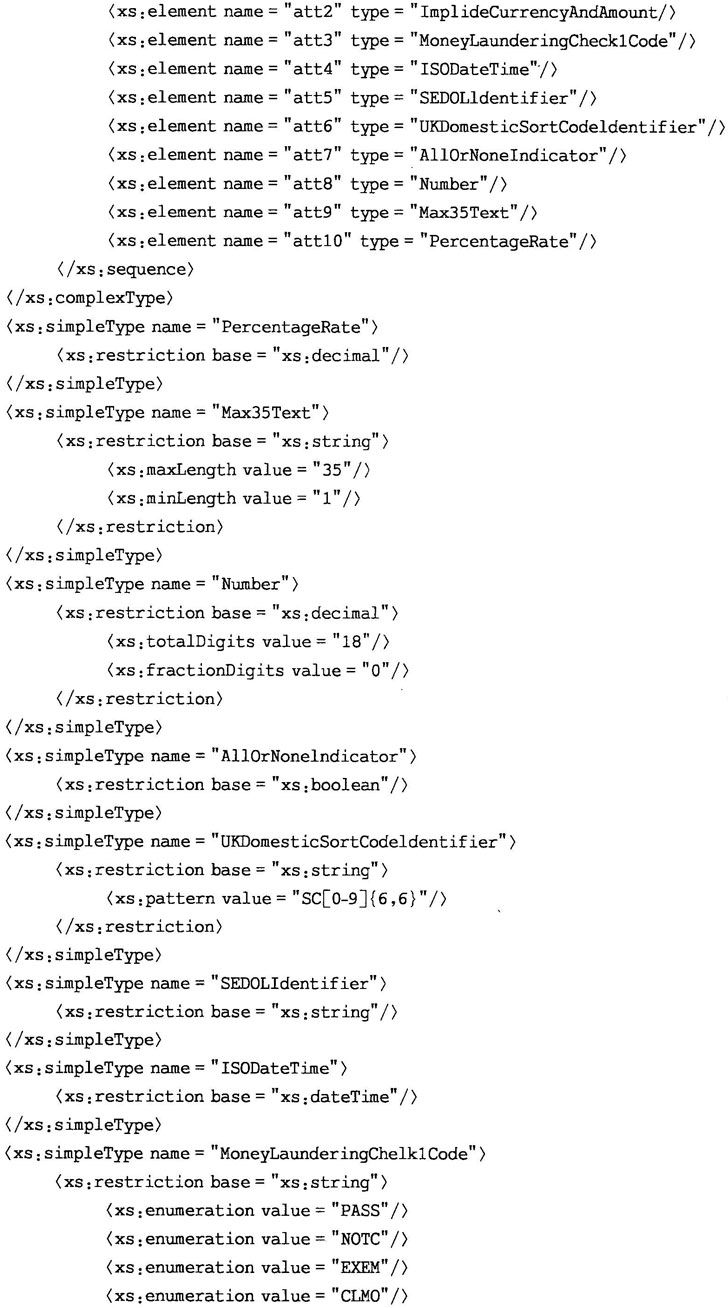 〈xs:element name = "att2" type = "ImplideCurrencyAndAmount/〉
〈xs:element name = "att3" type = "MoneyLaunderingCheck1Code"/〉
〈xs:element name = "att4" type = "ISODateTime"/〉
〈xs:element name = "att5" type = "SEDOLldentifier"/〉
〈xs:element name = "att6" type = "UKDomesticSortCodeldentifier"/〉
〈xs:element name = "att7" type = "AllOrNoneIndicator"/〉
〈xs:element name = "att8" type = "Number"/〉
〈xs:element name = "att9" type = "Max35Text"/〉
〈xs:element name = "att10" type = "PercentageRate"/〉
〈/xs:sequence〉
〈/xs:complexType〉
〈xs:simpleType name = "PercentageRate"〉
〈xs:restriction base = "xs:decimal"/〉
〈/xs:simpleType〉
〈xs:simpleType name = "Max35Text"〉
〈xs:restriction base = "xs:string"〉
〈xs:maxLength value = "35"/〉
〈xs:minLength value = "1"/〉
〈/xs:restriction〉
〈/xs:simpleType〉
〈xs:simpleType name = "Number"〉
〈xs:restriction base = "xs:decimal"〉
〈xs:totalDigits value = "18"/〉
〈xs:fractionDigits value = "0"/〉
〈/xs:restriction〉
〈/xs:simpleType〉
〈xs:simpleType name = "AllOrNonelndicator"〉
〈xs:restriction base = "xs:boolean"/〉
〈/xs:simpleType〉
〈xs:simpleType name = "UKDomesticSortCodeldentifier"〉
〈xs:restriction base = "xs:string"〉
〈xs:pattern value = "SC[0-9]{6,6}"/〉
〈/xs:restriction〉
〈/xs:simpleType〉
〈xs:simpleType name = "SEDOLIdentifier"〉
〈xs:restriction base = "xs:string"/〉
〈/xs:simpleType〉
〈xs:simpleType name = "ISODateTime"〉
〈xs:restriction base = "xs:dateTime"/〉
〈/xs:simpleType〉
〈xs:simpleType name = "MoneyLaunderingChelk1Code"〉
〈xs:restriction base = "xs:string"〉
〈xs:enumeration value = "PASS"/〉
〈xs:enumeration value = "NOTC"/〉
〈xs:enumeration value = "EXEM"/〉
〈xs:enumeration value = "CLMO"/〉